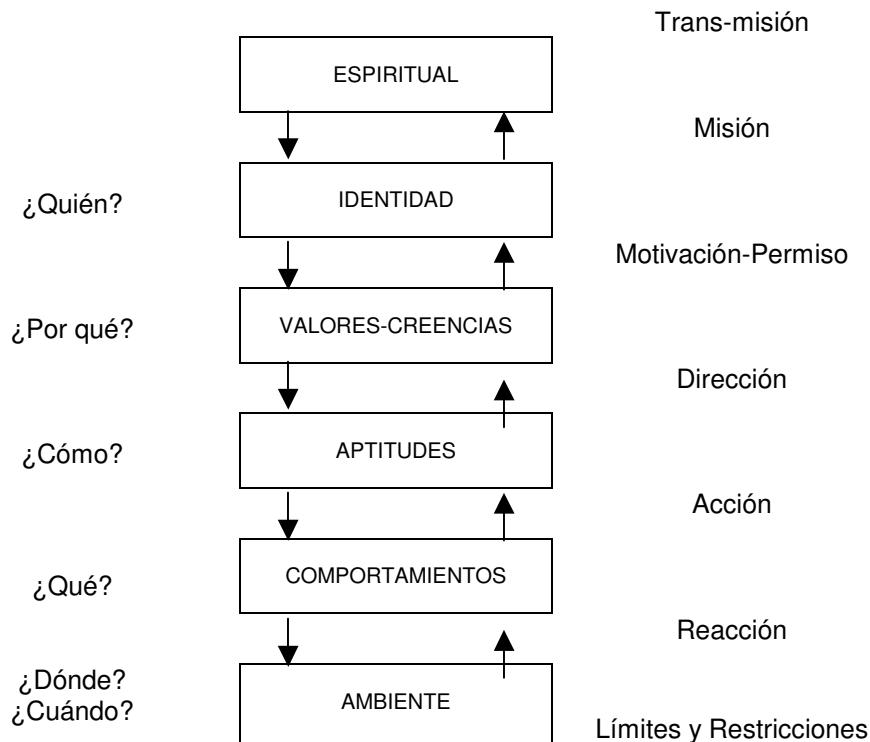 Trans-misión
ESPIRITUAL
Misión
¿Quién?
IDENTIDAD
Motivación-Permiso
¿Por qué?
VALORES-CREENCIAS
Dirección
¿Cómo?
APTITUDES
Acción
¿Qué?
COMPORTAMIENTOS
Reacción
¿Dónde?
¿Cuándo?
AMBIENTE
Límites y Restricciones